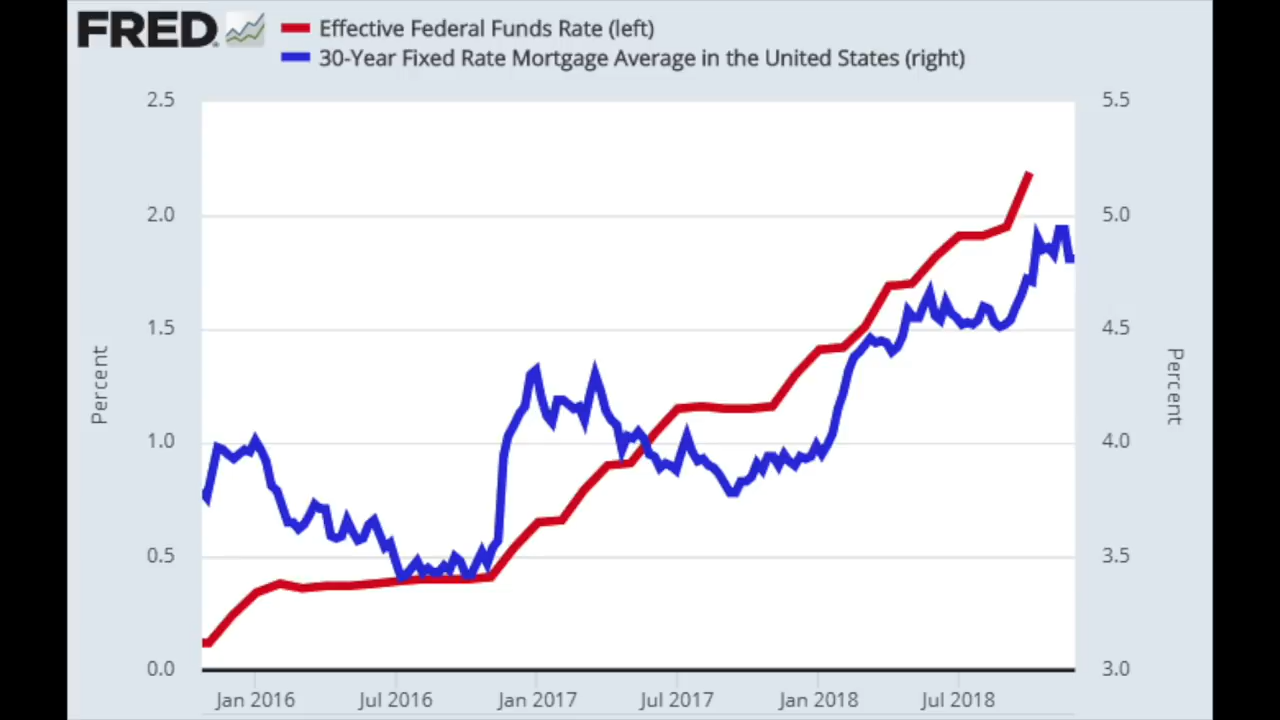 FRED
Effective Federal Funds Rate (left)
30-Year Fixed Rate Mortgage Average in the United States (right)
2.5 5.5
2.0 5.0
1.5 4.5
Percent Percent
1.0 4.0
0.5 3.5
0.0 3.0
Jan 2016 Jul 2016 Jan 2017 Jul 2017 Jan 2018 Jul 2018